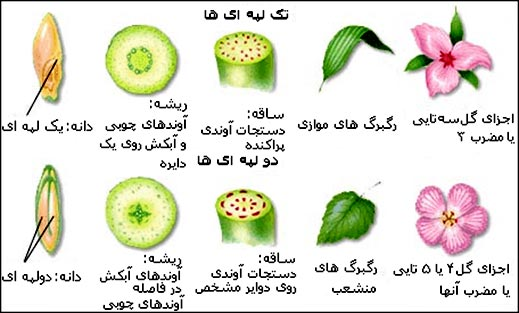 تک لپه ای ها
اجزای گل سه تایی
یا مضرب ۳
رگبرگ های موازی
ساقه:
دستجات آوندی
پراکنده
ریشه:
آوندهای چوبی
و آبکش روی یک
دایره
دانه: یک لپه ای
دو لپه ای ها
اجزای گل ۴ یا ۵ تایی
یا مضرب آنها
رگبرگ های
منشعب
ساقه:
دستجات آوندی
روی دوایر مشخص
ریشه:
آوندهای آبکش
در فاصله
آوندهای چوبی
دانه: دولپه ای